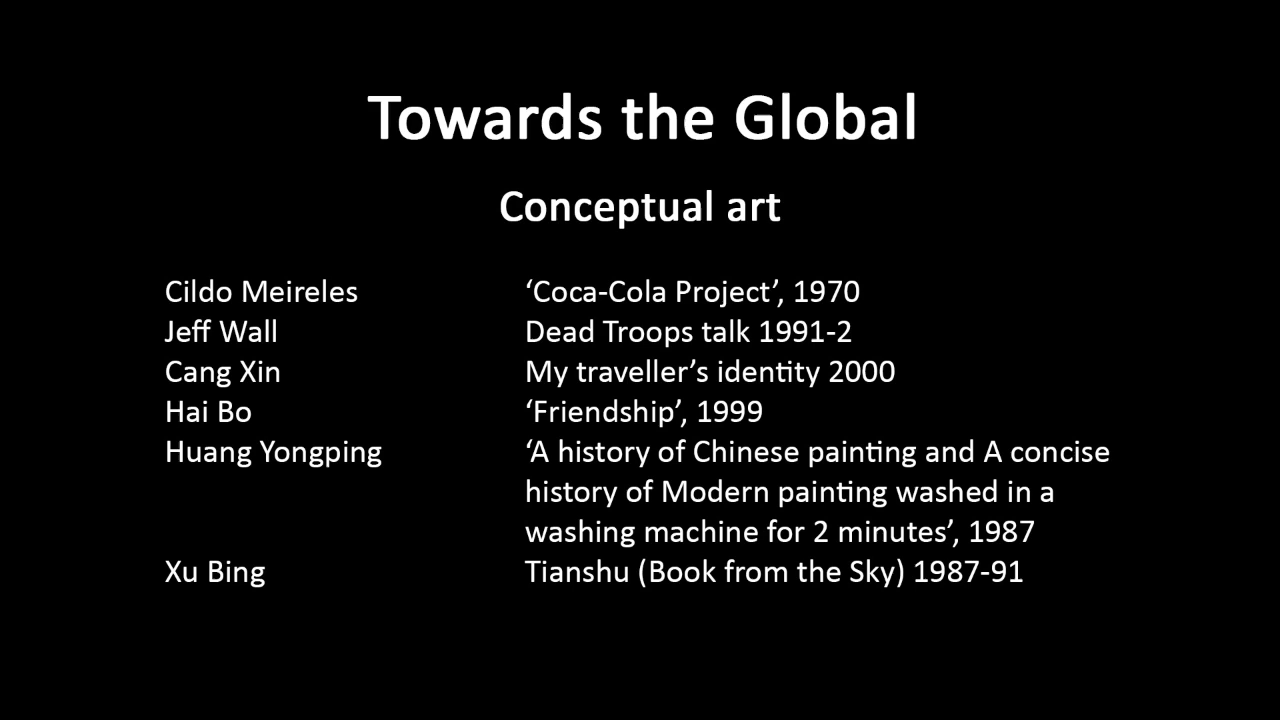 Towards the Global
Conceptual art
Cildo Meireles ‘Coca-Cola Project’, 1970
Jeff Wall Dead Troops talk 1991-2
Cang Xin My traveller’s identity 2000
Hai Bo ‘Friendship’, 1999
Huang Yongping ‘A history of Chinese painting and A concise
history of Modern painting washed in a
washing machine for 2 minutes’, 1987
Xu Bing Tianshu (Book from the Sky) 1987-91